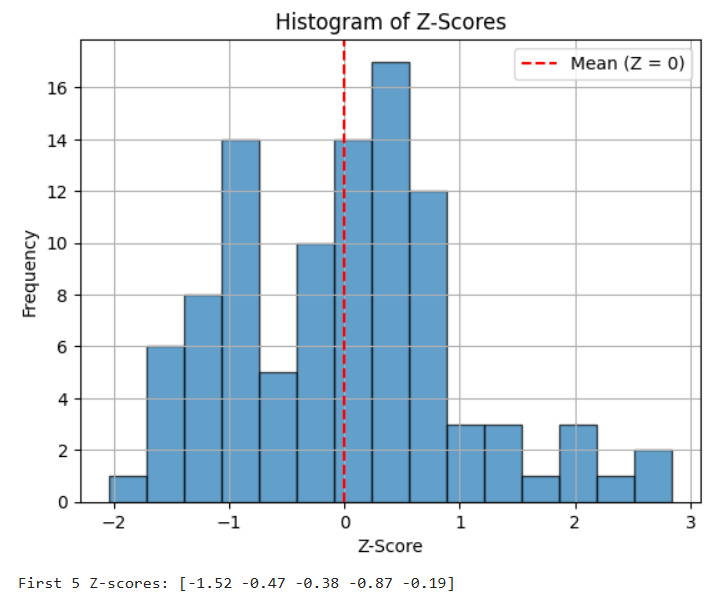 Histogram of Z-Scores
Mean (Z = 0)
16
14
12
10
8
6
4
2
0
Frequency
−2 −1 0 1 2 3
Z-Score
First 5 Z-scores: [-1.52 -0.47 -0.38 -0.87 -0.19]